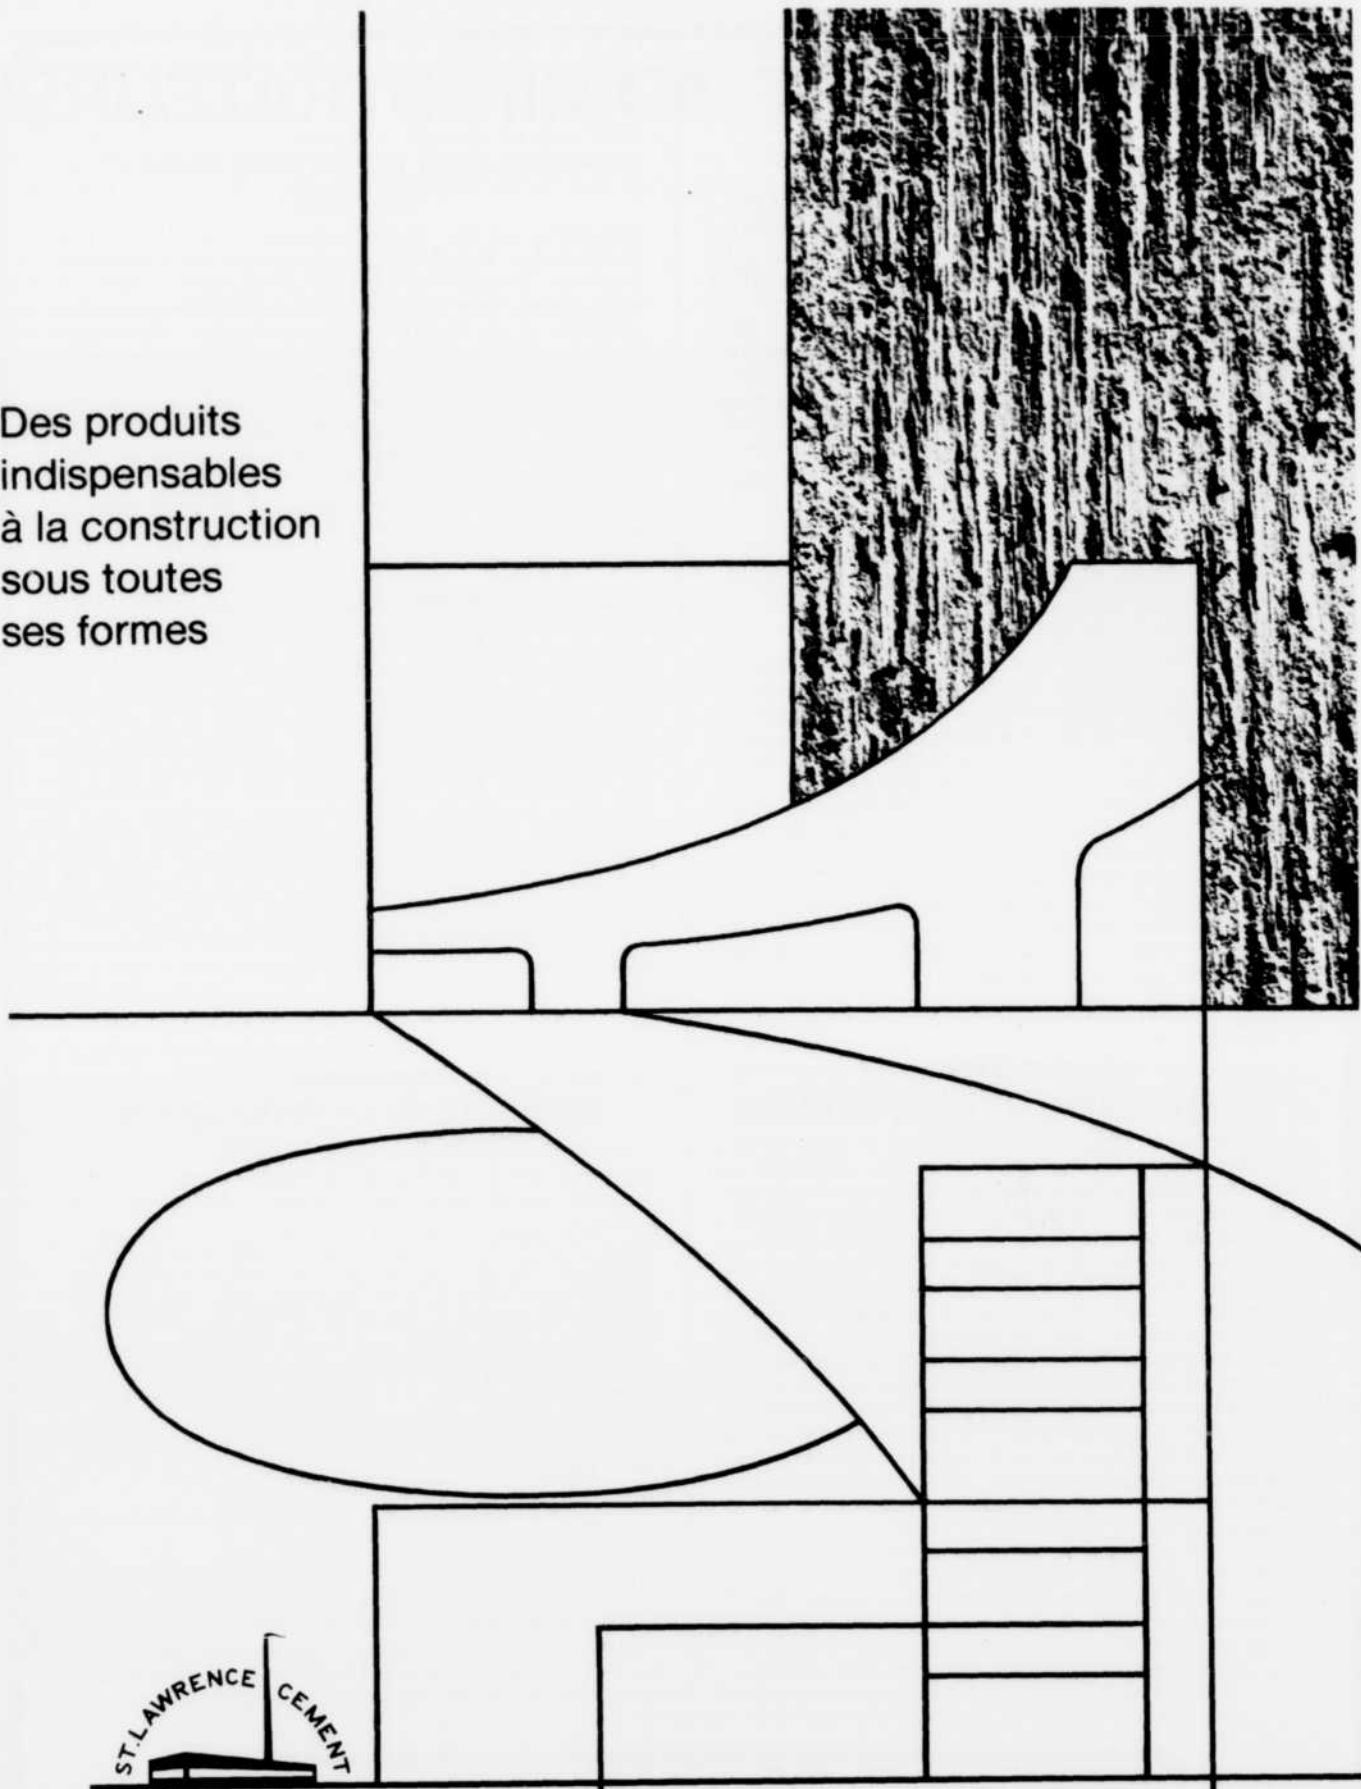 Des produits
indispensables
à la construction
sous toutes
ses formes
ST. LAWRENCE CEMENT